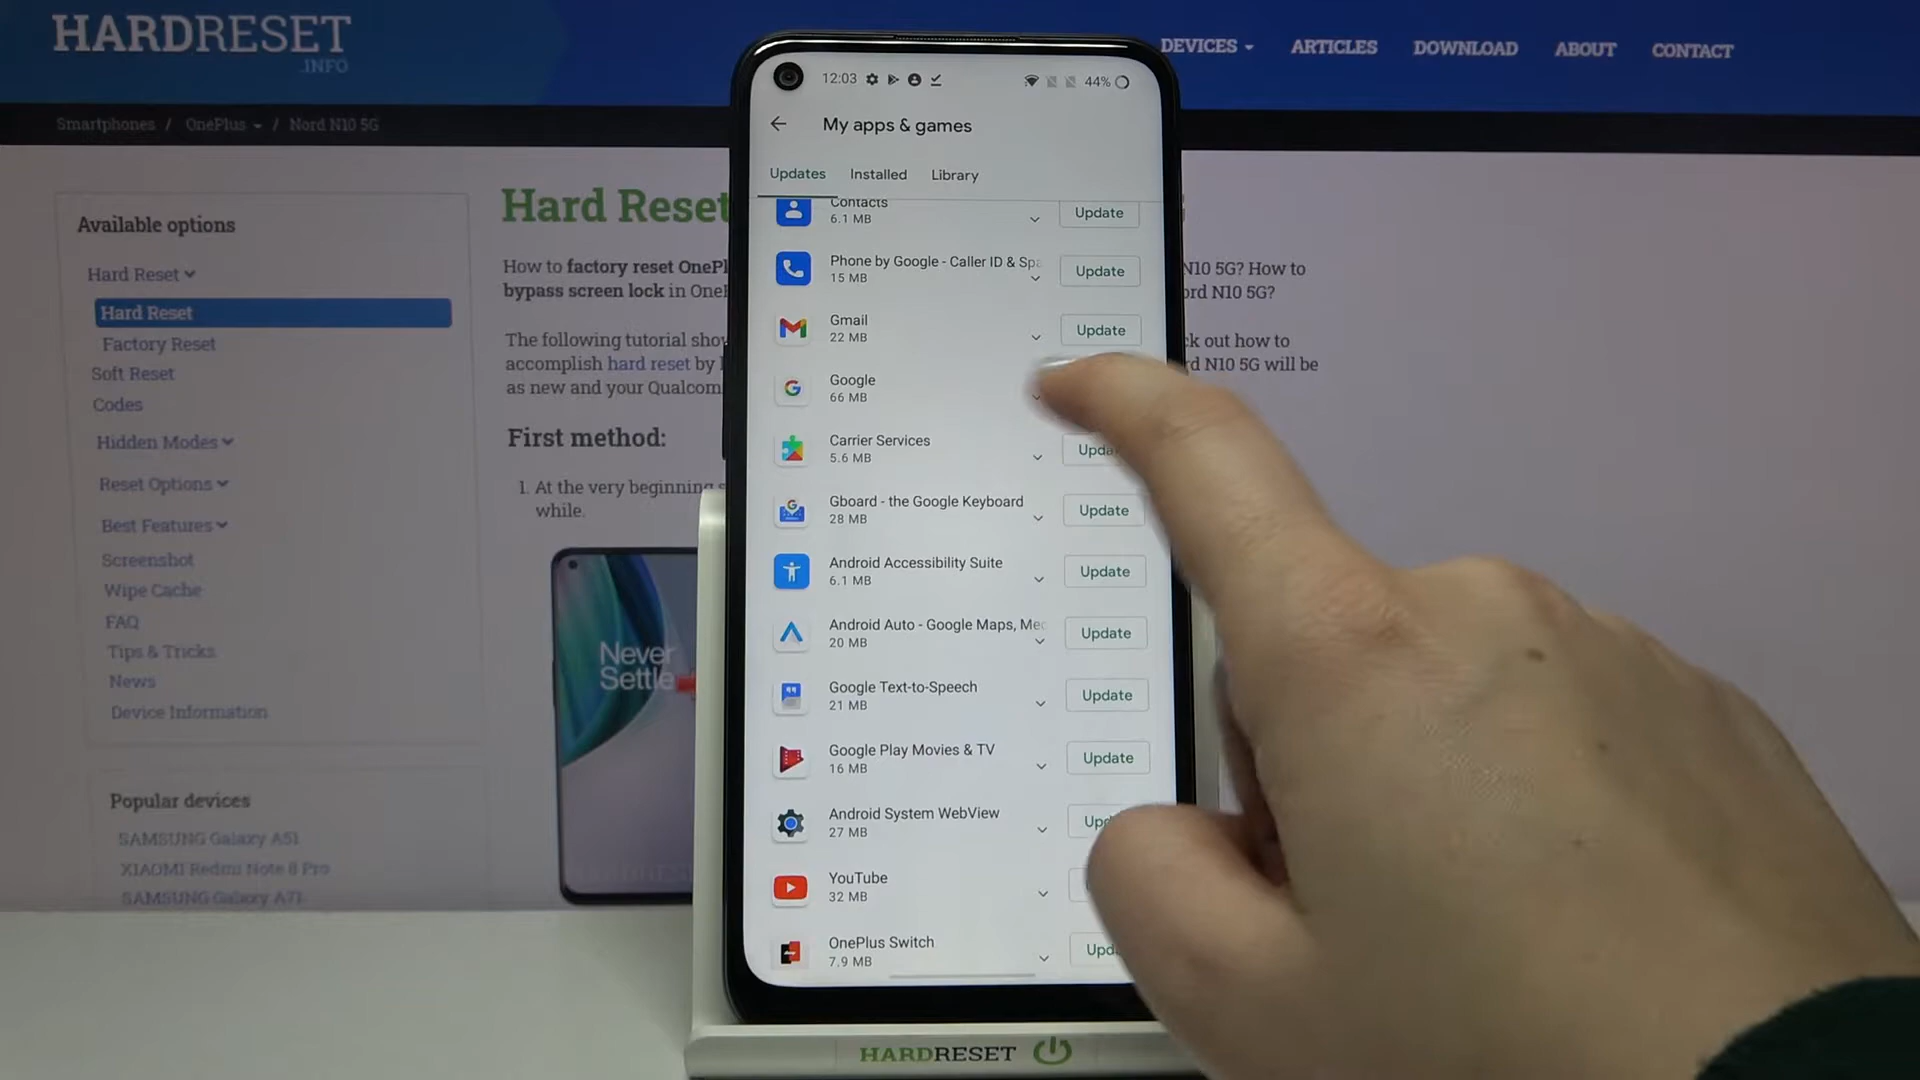 HARDRESET
.INFO
DEVICES
ARTICLES
DOWNLOAD
ABOUT
CONTACT
Smartphones / OnePlus / Nord N10 5G
Available options
Hard Reset
Hard Reset
Factory Reset
Soft Reset
Codes
Hidden Modes
Reset Options
Best Features
Screenshot
Wipe Cache
FAQ
Tips & Tricks
News
Device Information
Popular devices
SAMSUNG Galaxy A51
XIAOMI Redmi Note 8 Pro
SAMSUNG Galaxy A71
Hard Reset
How to factory reset OnePl
N10 5G? How to
bypass screen lock in One
ord N10 5G?
The following tutorial sho
ck out how to
accomplish hard reset by
rd N10 5G will be
as new and your Qualcom
First method:
1. At the very beginning
while.
Never
Settle
12:03
44%
My apps & games
Updates
Installed
Library
Contacts
6.1 MB
Update
Phone by Google - Caller ID & Spa
15 MB
Update
Gmail
22 MB
Update
Google
66 MB
Carrier Services
5.6 MB
Upda
Gboard - the Google Keyboard
28 MB
Update
Android Accessibility Suite
6.1 MB
Update
Android Auto - Google Maps, Med
20 MB
Update
Google Text-to-Speech
21 MB
Update
Google Play Movies & TV
16 MB
Update
Android System WebView
27 MB
Upd
YouTube
32 MB
OnePlus Switch
7.9 MB
Upd
HARDRESET